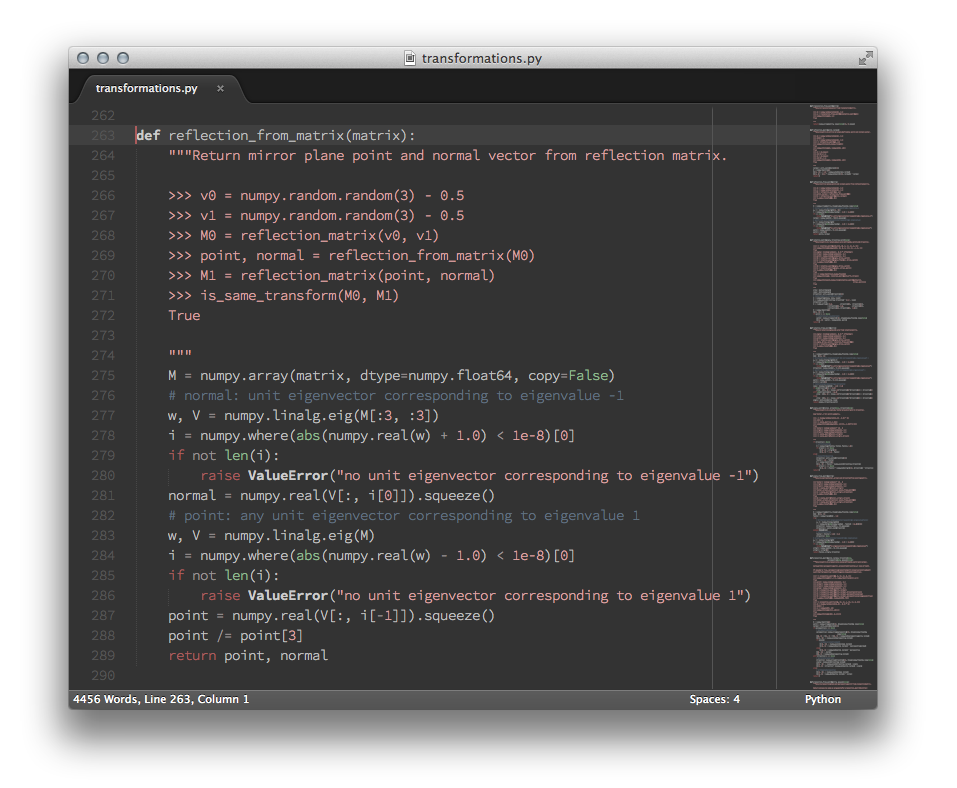 transformations.py
transformations.py ×
262
263 def reflection_from_matrix(matrix):
264     """Return mirror plane point and normal vector from reflection matrix.
265
266     >>> v0 = numpy.random.random(3) - 0.5
267     >>> v1 = numpy.random.random(3) - 0.5
268     >>> M0 = reflection_matrix(v0, v1)
269     >>> point, normal = reflection_from_matrix(M0)
270     >>> M1 = reflection_matrix(point, normal)
271     >>> is_same_transform(M0, M1)
272     True
273
274     """
275     M = numpy.array(matrix, dtype=numpy.float64, copy=False)
276     # normal: unit eigenvector corresponding to eigenvalue -1
277     w, V = numpy.linalg.eig(M[:3, :3])
278     i = numpy.where(abs(numpy.real(w) + 1.0) < 1e-8)[0]
279     if not len(i):
280         raise ValueError("no unit eigenvector corresponding to eigenvalue -1")
281     normal = numpy.real(V[:, i[0]]).squeeze()
282     # point: any unit eigenvector corresponding to eigenvalue 1
283     w, V = numpy.linalg.eig(M)
284     i = numpy.where(abs(numpy.real(w) - 1.0) < 1e-8)[0]
285     if not len(i):
286         raise ValueError("no unit eigenvector corresponding to eigenvalue 1")
287     point = numpy.real(V[:, i[-1]]).squeeze()
288     point /= point[3]
289     return point, normal
290
4456 Words, Line 263, Column 1 Spaces: 4 Python